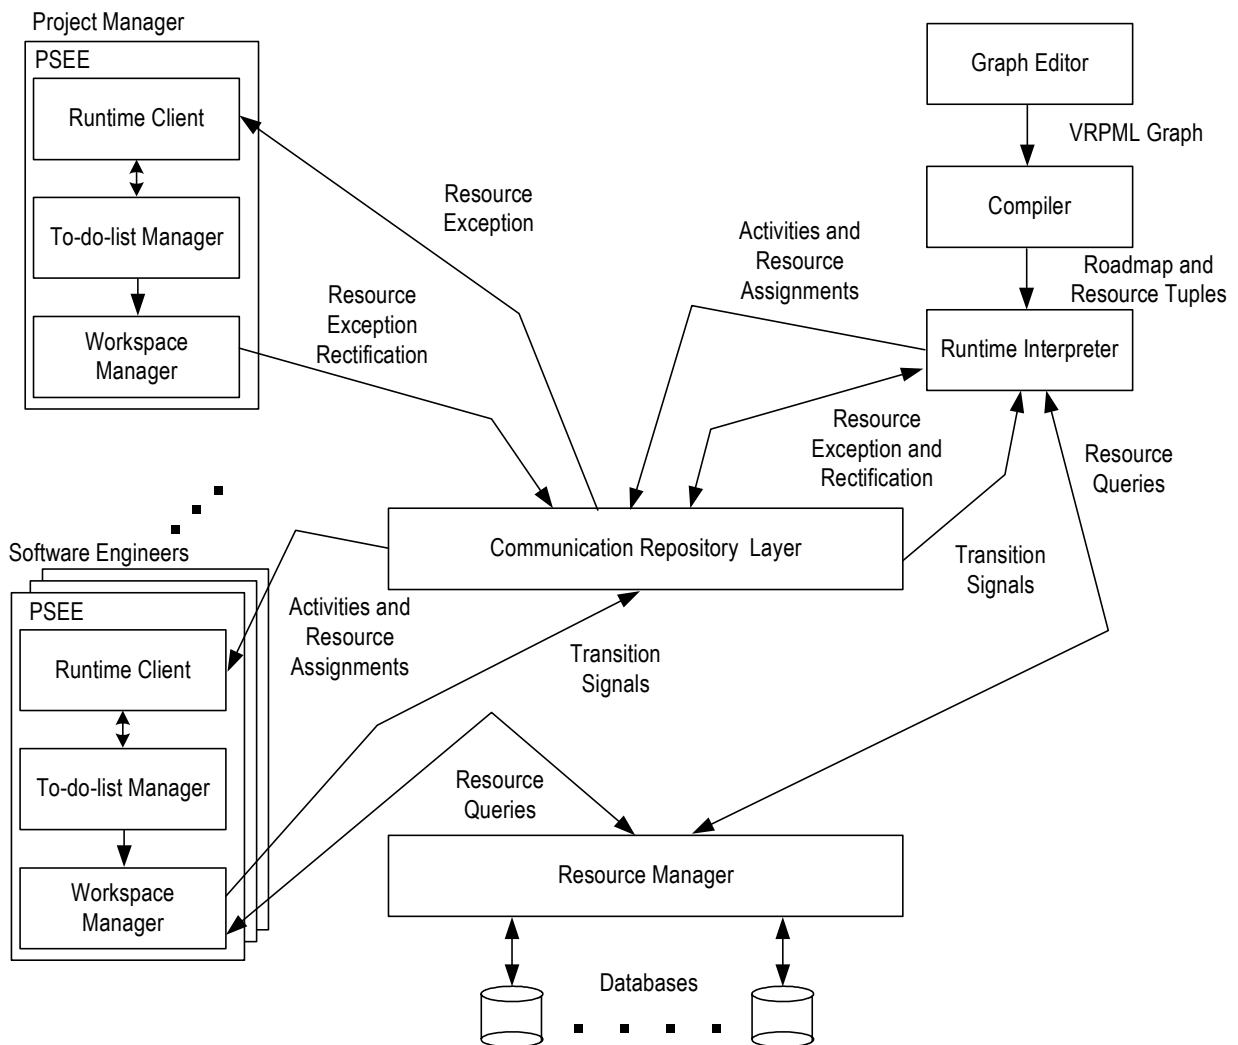 Project Manager
PSEE
Runtime Client
To-do-list Manager
Workspace
Manager
Resource
Exception
Resource
Exception
Rectification
Graph Editor
VRPML Graph
Compiler
Roadmap and
Resource Tuples
Runtime Interpreter
Activities and
Resource
Assignments
Resource
Exception and
Rectification
Resource
Queries
Transition
Signals
Communication Repository Layer
Software Engineers
PSEE
Runtime Client
To-do-list Manager
Workspace
Manager
Activities and
Resource
Assignments
Transition
Signals
Resource
Queries
Resource Manager
Databases